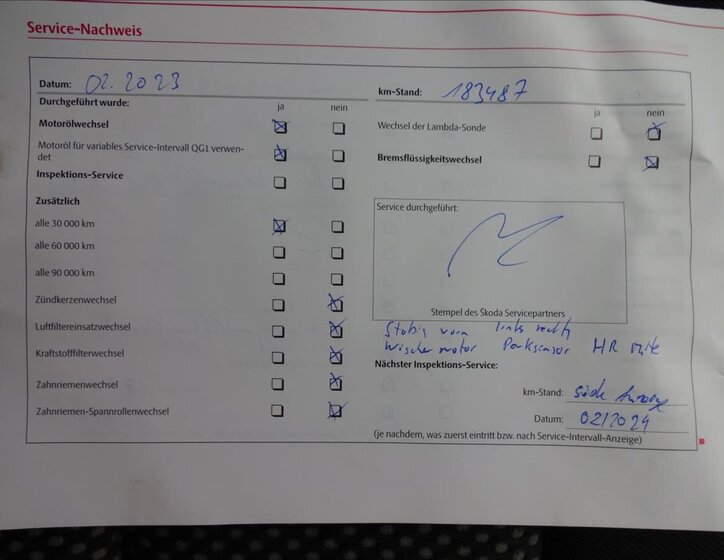 Service-Nachweis
Datum: 02.2023
km-Stand: 183487
Durchgeführt wurde:
ja nein
Motorölwechsel
Motoröl für variables Service-Intervall QG1 verwen-
det
Inspektions-Service
Zusätzlich
alle 30 000 km
alle 60 000 km
alle 90 000 km
Zündkerzenwechsel
Luftfiltereinsatzwechsel
Kraftstofffilterwechsel
Zahnriemenwechsel
Zahnriemen-Spannrollenwechsel
ja nein
Wechsel der Lambda-Sonde
Bremsflüssigkeitswechsel
Service durchgeführt:
Stempel des Škoda Servicepartners
vorn links rechts
Wischermotor Parksensor HR
Nächster Inspektions-Service:
km-Stand: Anzeige
Datum: 02/2024
(je nachdem, was zuerst eintritt bzw. nach Service-Intervall-Anzeige)